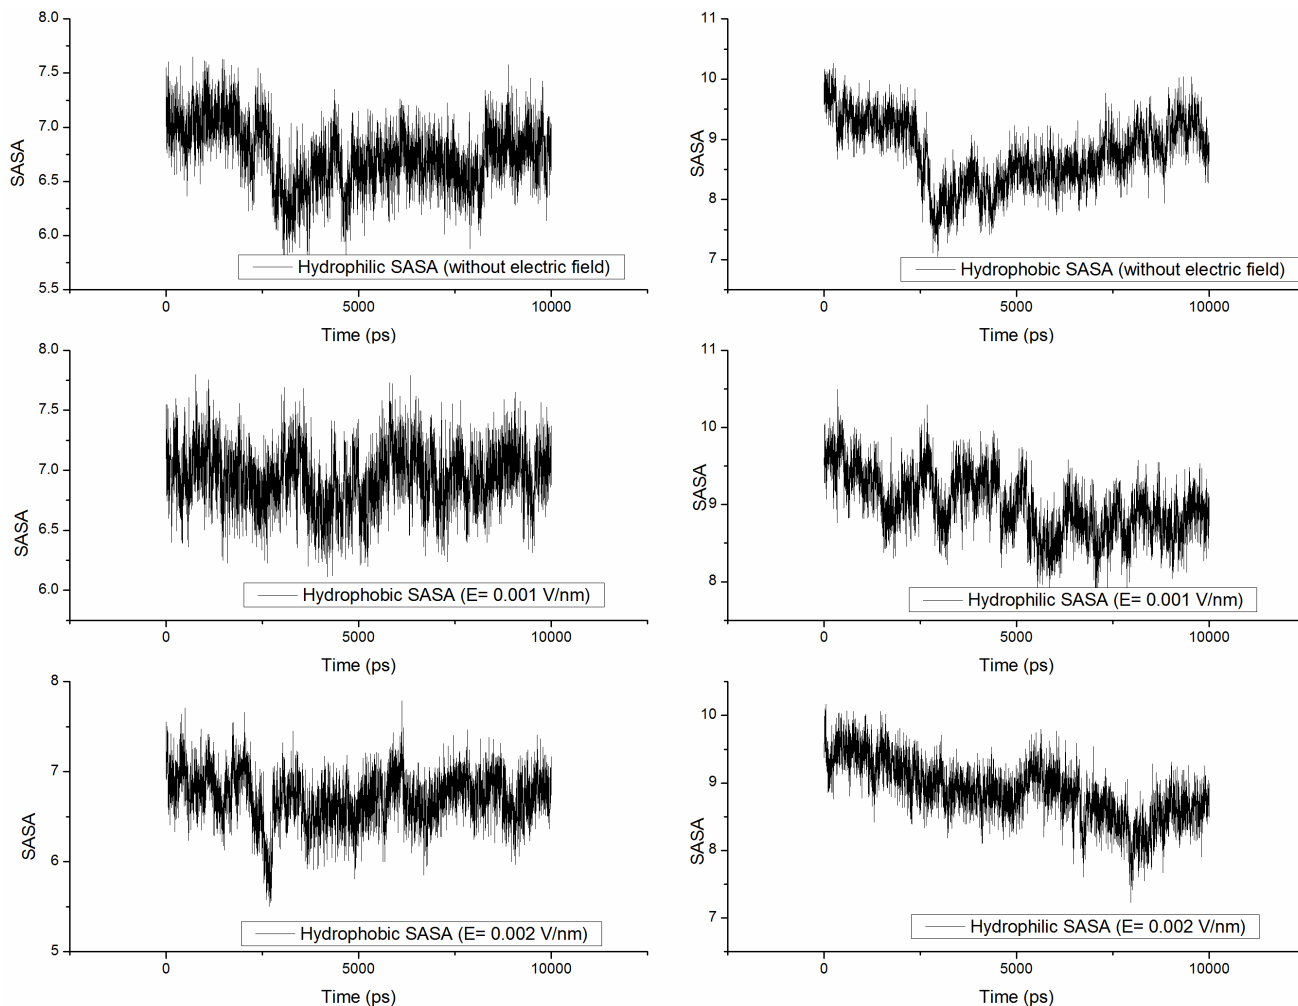 8.0
7.5
7.0
6.5
6.0
5.5
SASA
Hydrophilic SASA (without electric field)
0
5000
10000
Time (ps)
11
10
9
8
7
SASA
Hydrophobic SASA (without electric field)
0
5000
10000
Time (ps)
8.0
7.5
7.0
6.5
6.0
SASA
Hydrophobic SASA (E= 0.001 V/nm)
0
5000
10000
Time (ps)
11
10
9
8
SASA
Hydrophilic SASA (E= 0.001 V/nm)
0
5000
10000
Time (ps)
8
7
6
5
SASA
Hydrophobic SASA (E= 0.002 V/nm)
0
5000
10000
Time (ps)
10
9
8
7
SASA
Hydrophilic SASA (E= 0.002 V/nm)
0
5000
10000
Time (ps)